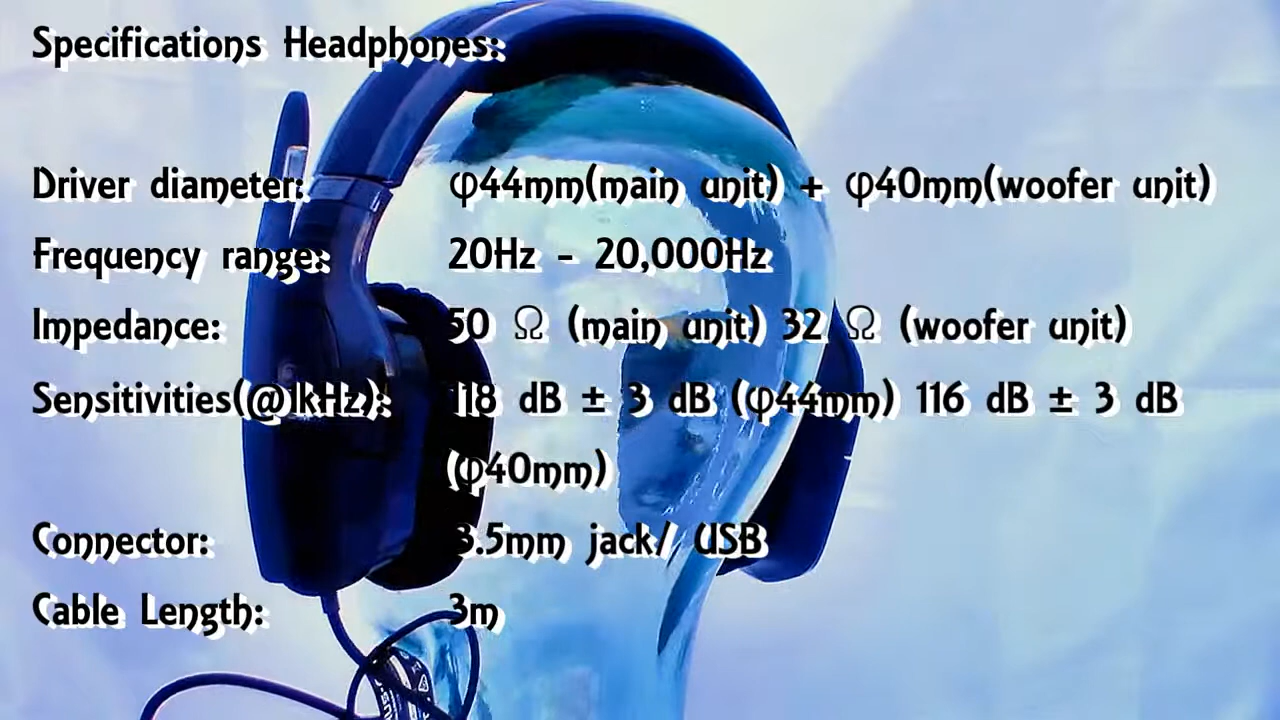 Specifications Headphones:
Driver diameter: φ44mm(main unit) + φ40mm(woofer unit)
Frequency range: 20Hz - 20,000Hz
Impedance: 50 Ω (main unit) 32 Ω (woofer unit)
Sensitivities(@1kHz): 118 dB ± 3 dB (φ44mm) 116 dB ± 3 dB
(φ40mm)
Connector: 3.5mm jack/ USB
Cable Length: 3m